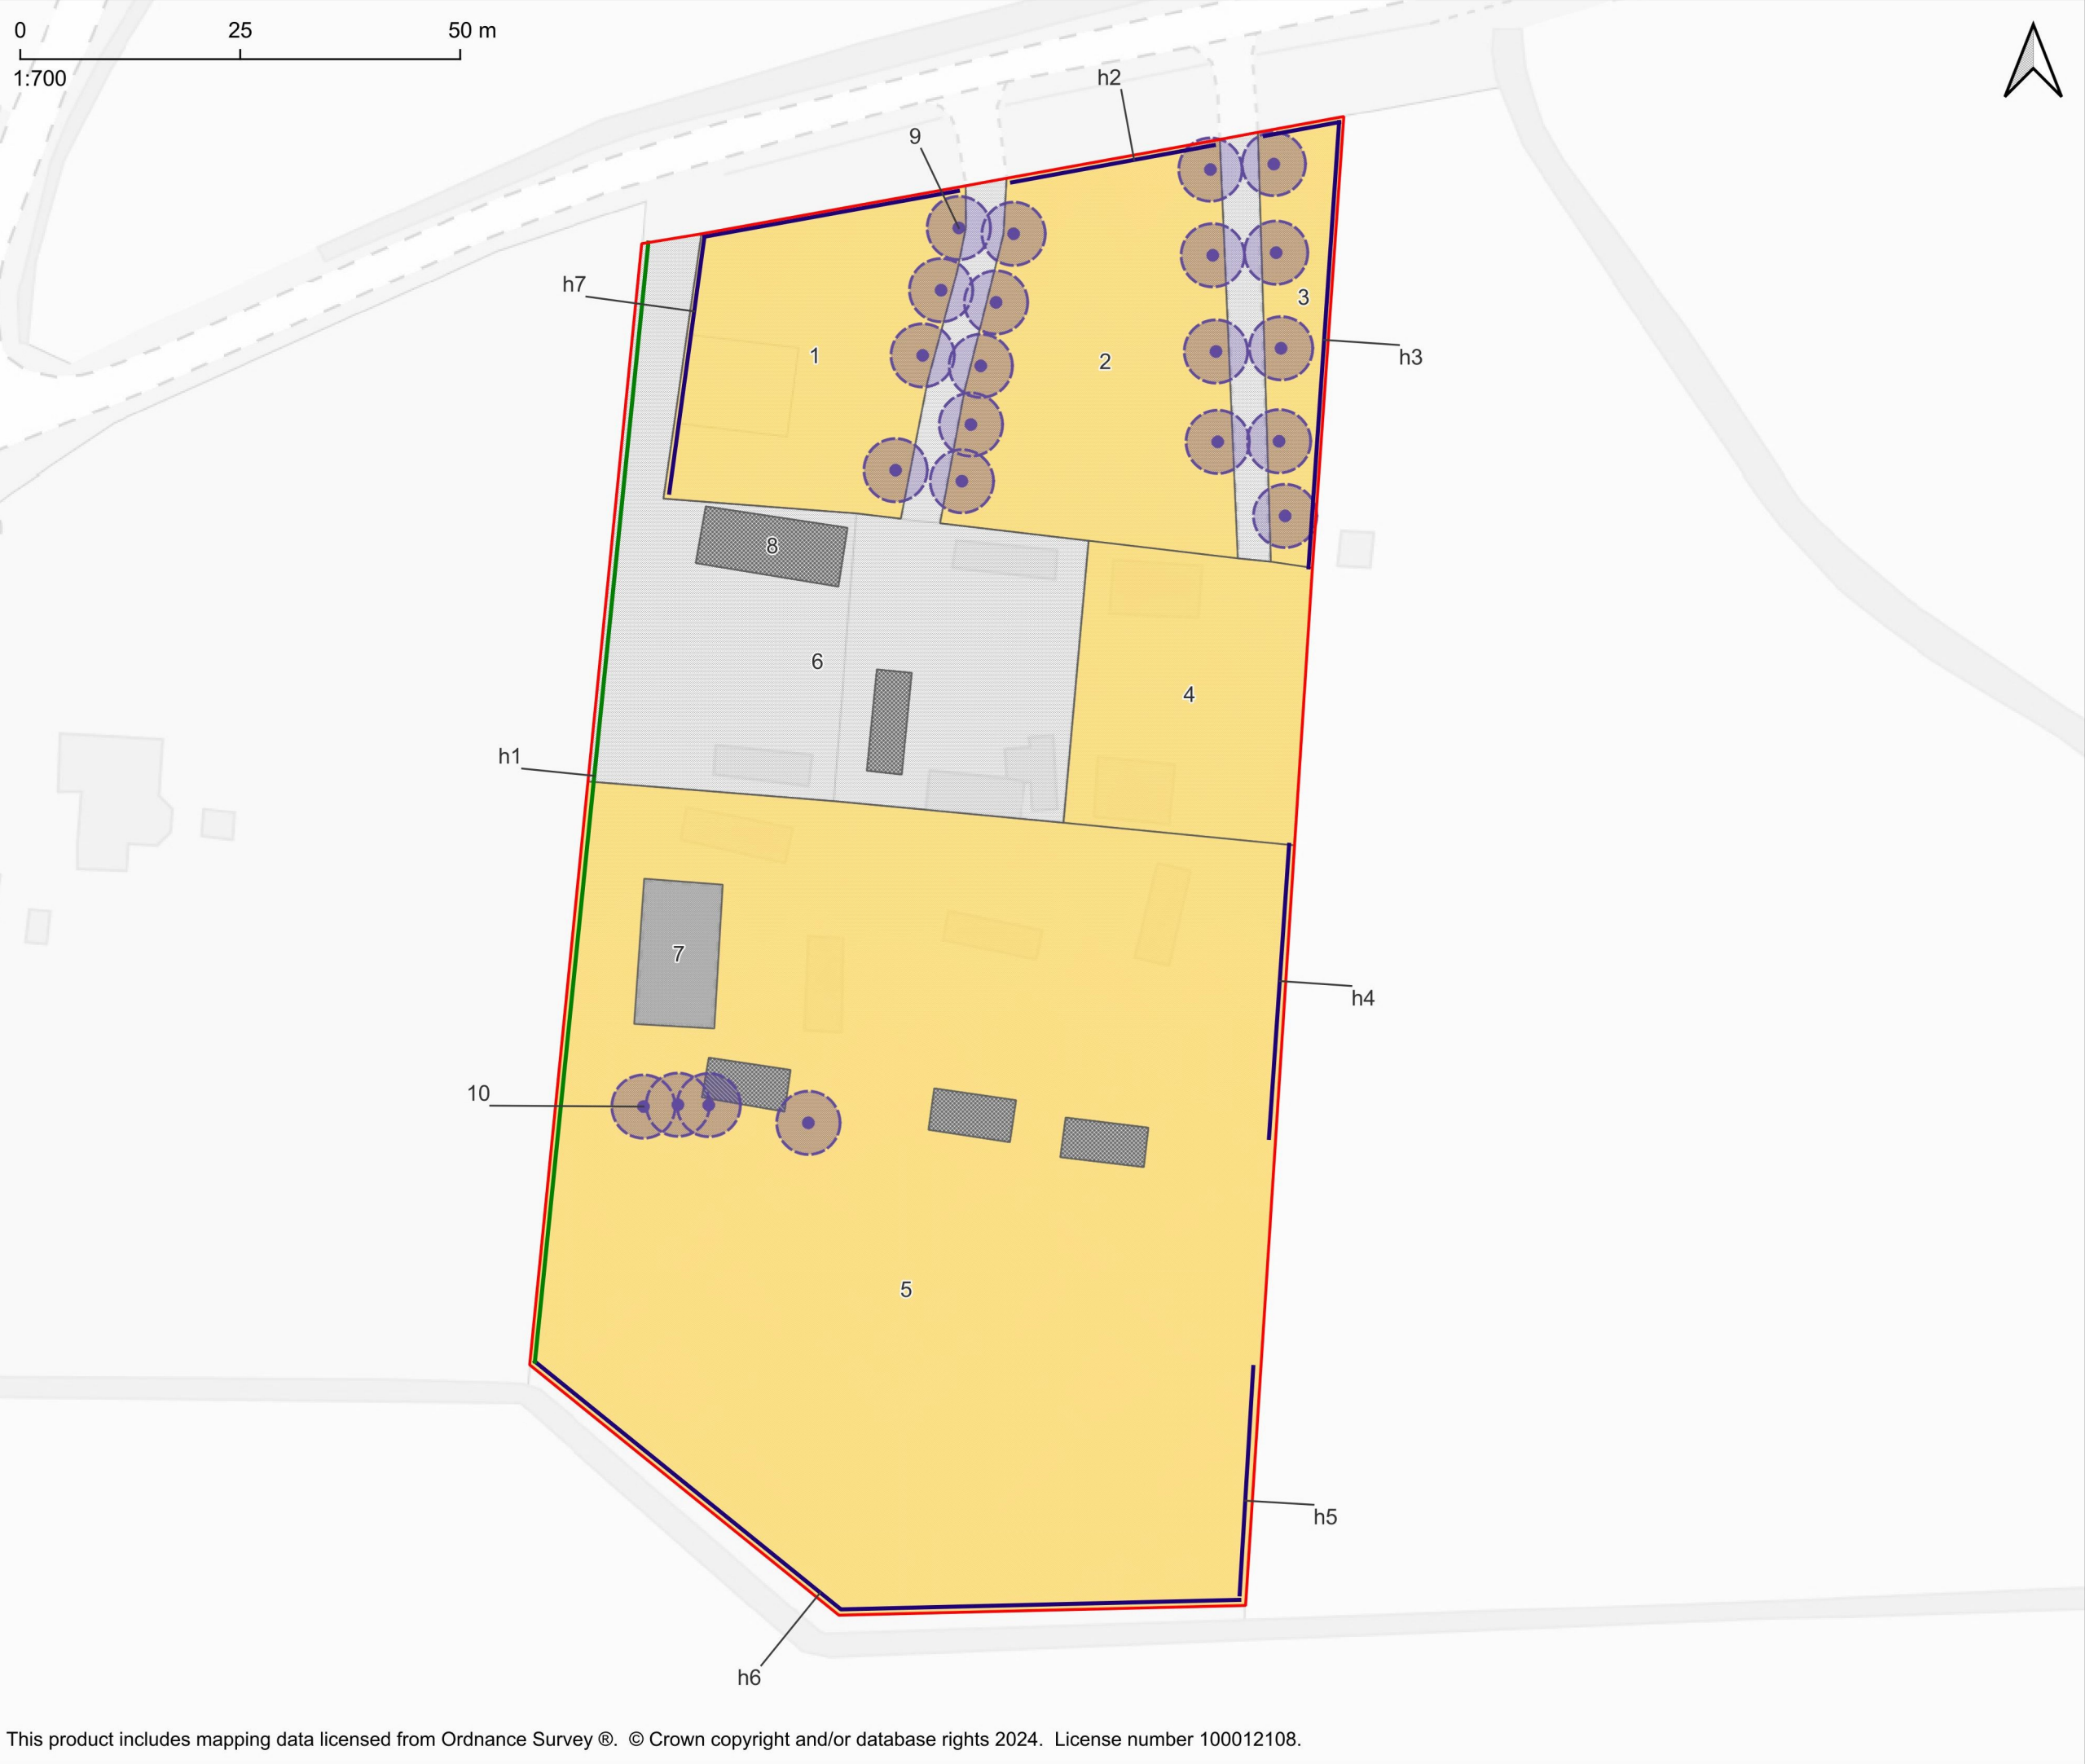 0 25 50 m
1:700
h2
9
h7
3
h3
1
2
8
6
4
h1
7
h4
10
5
h5
h6
This product includes mapping data licensed from Ordnance Survey ®. © Crown copyright and/or database rights 2024. License number 100012108.